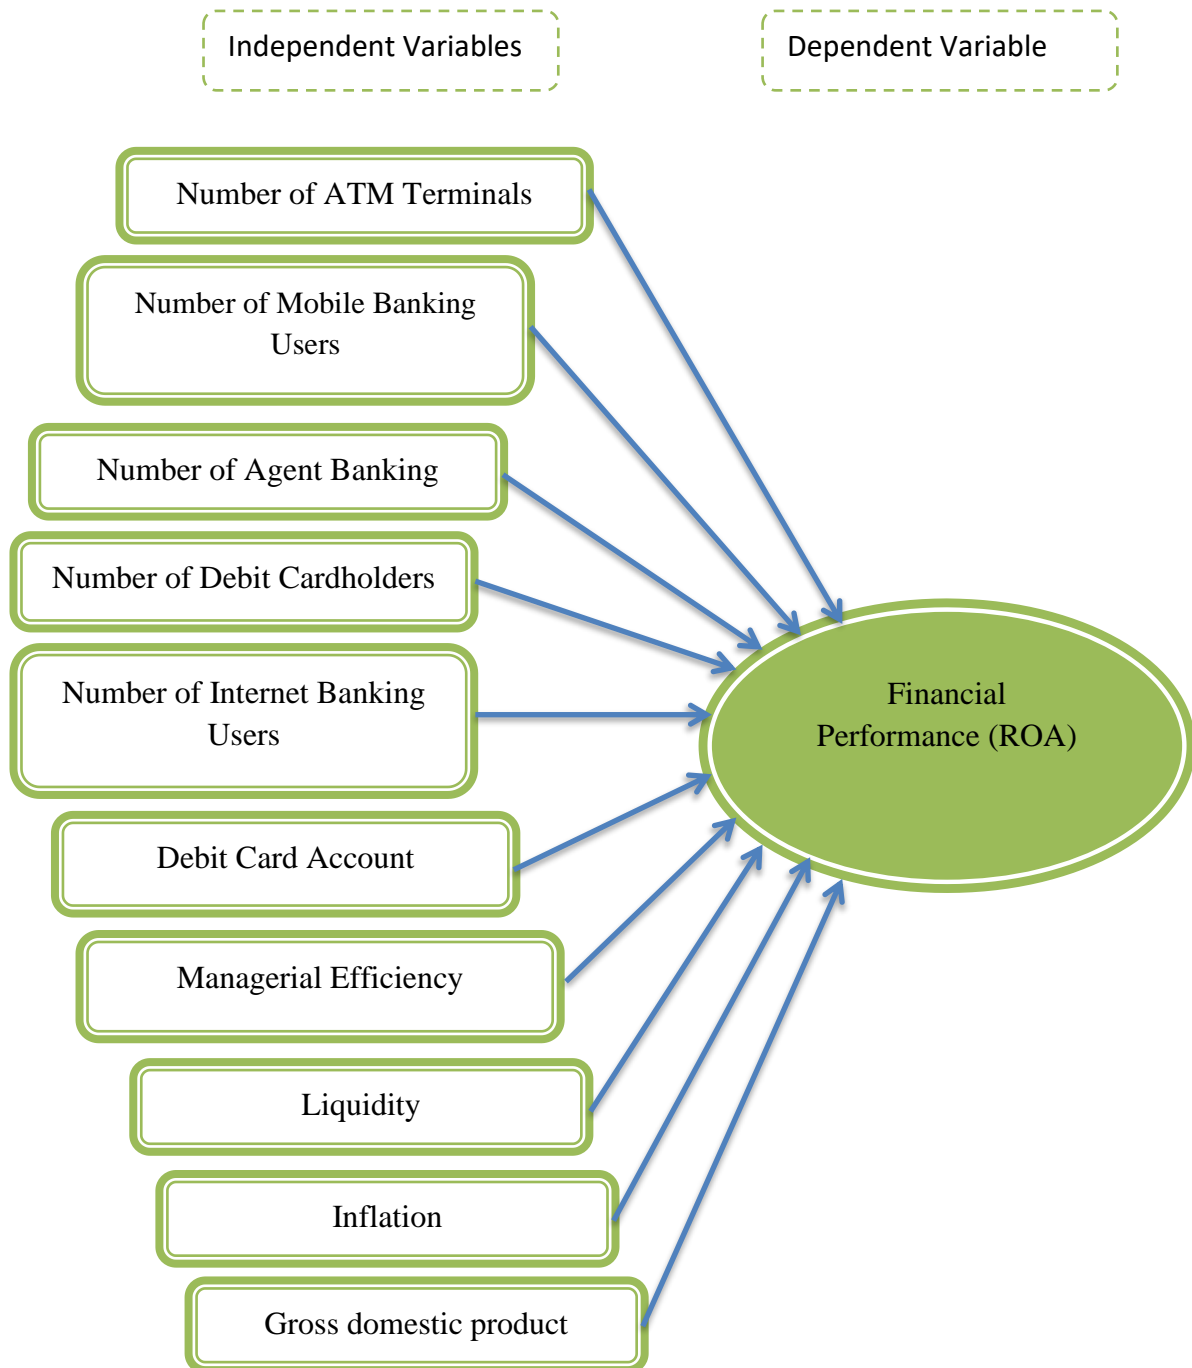 Independent Variables
Dependent Variable
Number of ATM Terminals
Number of Mobile Banking
Users
Number of Agent Banking
Number of Debit Cardholders
Number of Internet Banking
Users
Financial
Performance (ROA)
Debit Card Account
Managerial Efficiency
Liquidity
Inflation
Gross domestic product